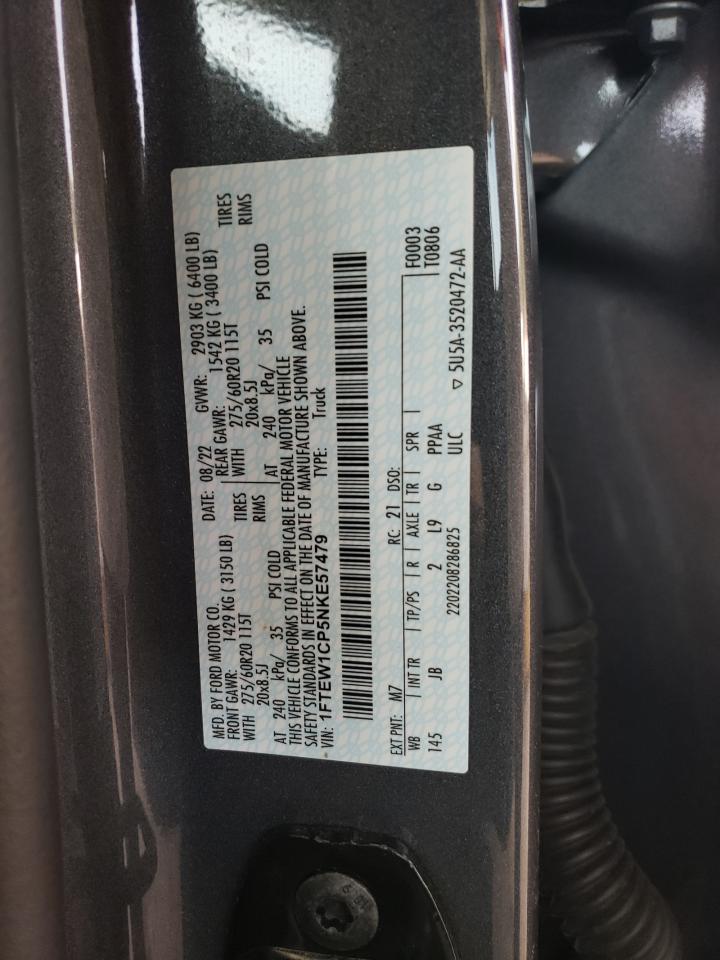 MFD. BY FORD MOTOR CO. DATE: 08/22 GVWR: 2903 KG ( 6400 LB)
FRONT GAWR: 1429 KG ( 3150 LB) REAR GAWR: 1542 KG ( 3400 LB)
WITH 275/60R20 115T TIRES WITH 275/60R20 115T TIRES
20x8.5J RIMS 20x8.5J RIMS
AT 240 kPa/ 35 PSI COLD AT 240 kPa/ 35 PSI COLD
THIS VEHICLE CONFORMS TO ALL APPLICABLE FEDERAL MOTOR VEHICLE
SAFETY STANDARDS IN EFFECT ON THE DATE OF MANUFACTURE SHOWN ABOVE.
VIN: 1FTEW1CP5NKE57479 TYPE: Truck
EXT PNT: M7 RC: 21 DSO: F0003
WB INT TR TP/PS R AXLE TR SPR T0806
145 JB 2 L9 G PPAA
2202208286825 ULC ▽ 5U5A-3520472-AA